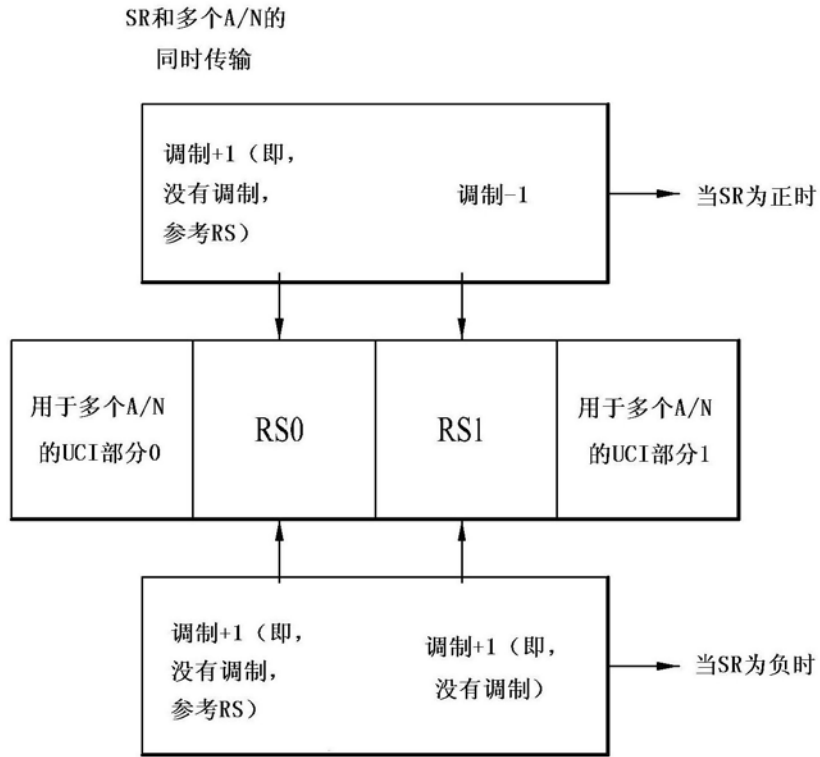 SR和多个A/N的
同时传输
调制+1（即，
没有调制，
参考RS）
调制-1
当SR为正时
用于多个A/N
的UCI部分0
RS0
RS1
用于多个A/N
的UCI部分1
调制+1（即，
没有调制，
参考RS）
调制+1（即，
没有调制）
当SR为负时